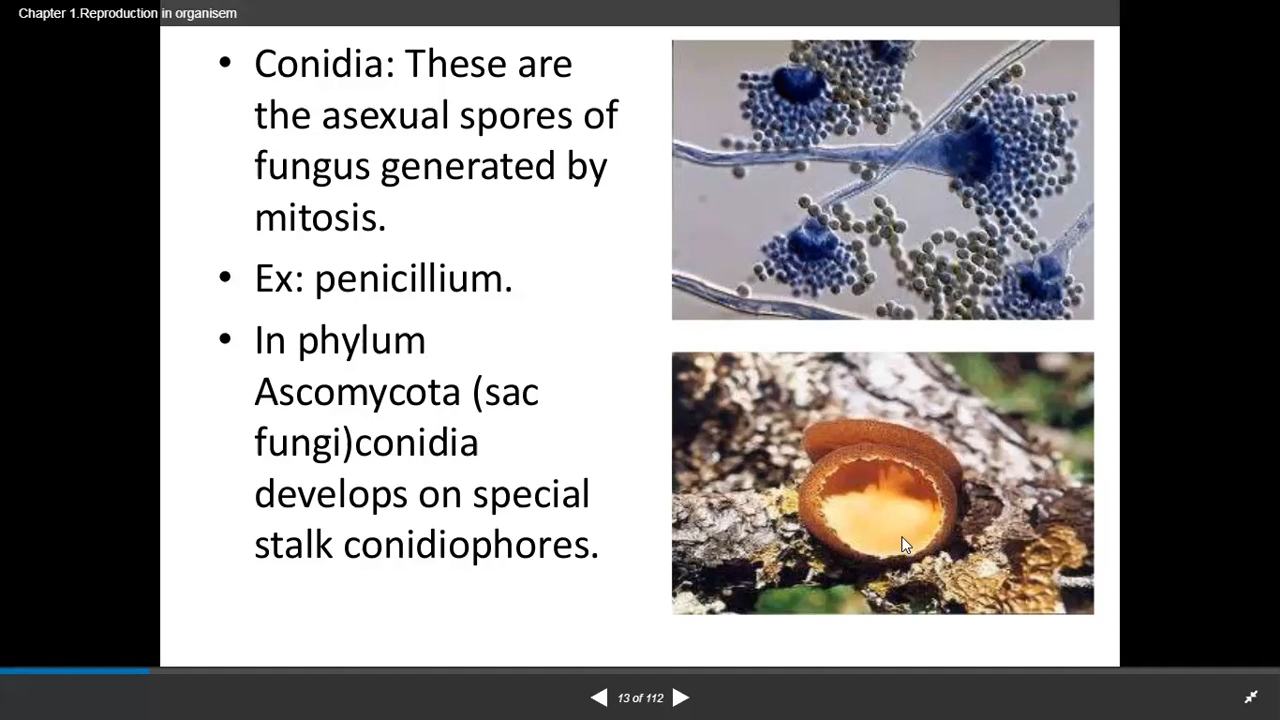 Chapter 1.Reproduction in organisem
• Conidia: These are
the asexual spores of
fungus generated by
mitosis.
• Ex: penicillium.
• In phylum
Ascomycota (sac
fungi)conidia
develops on special
stalk conidiophores.
13 of 112